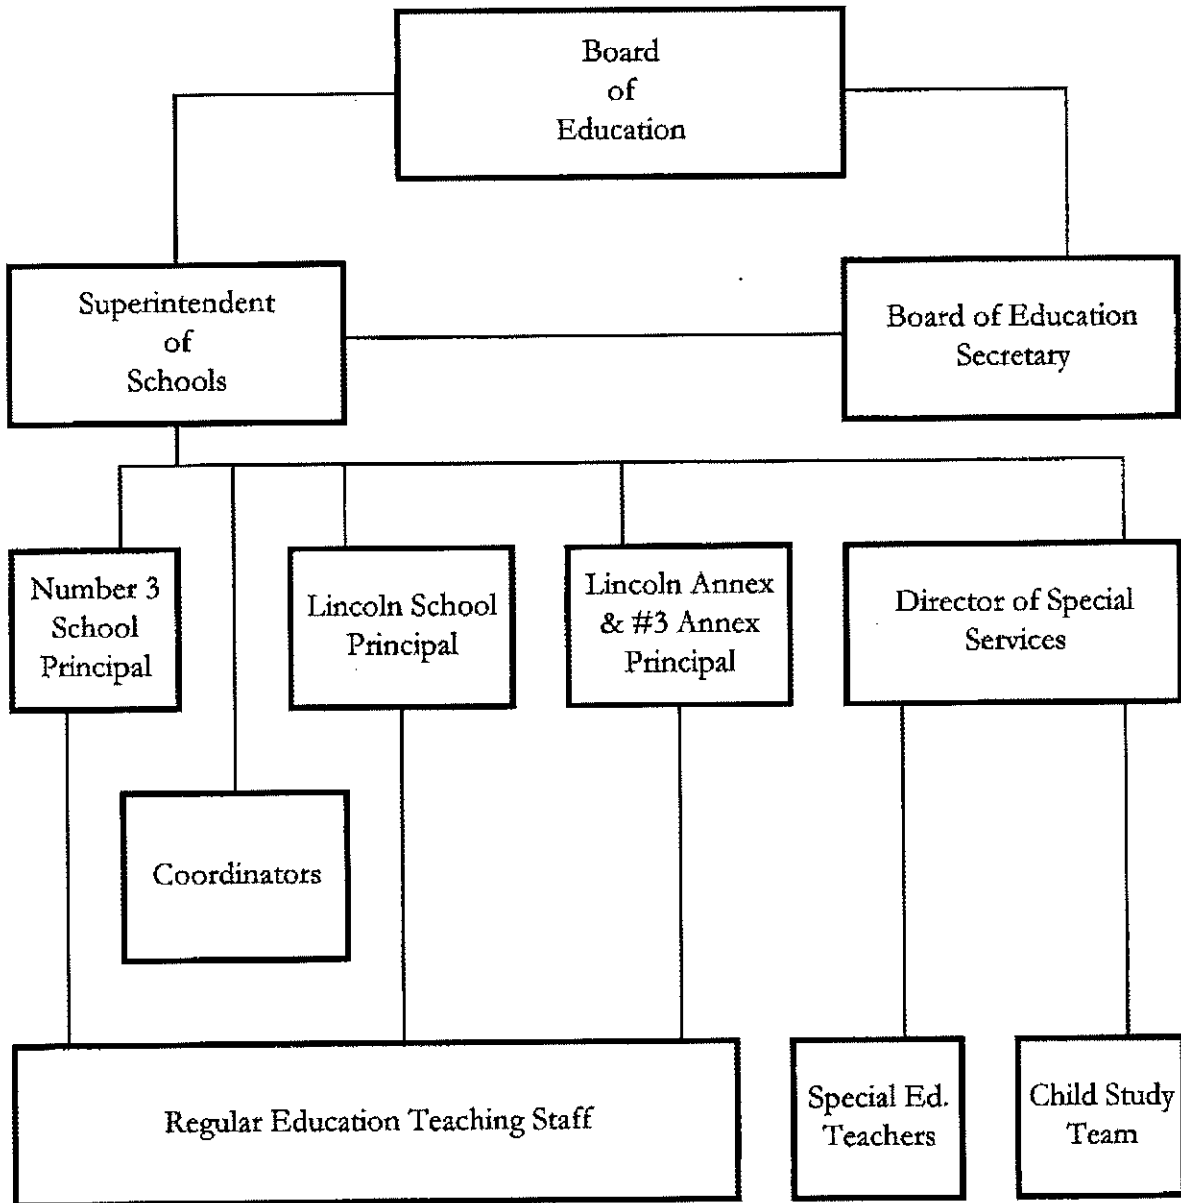 Board
of
Education
Superintendent
of
Schools
Board of Education
Secretary
Number 3
School
Principal
Lincoln School
Principal
Lincoln Annex
& #3 Annex
Principal
Director of Special
Services
Coordinators
Regular Education Teaching Staff
Special Ed.
Teachers
Child Study
Team